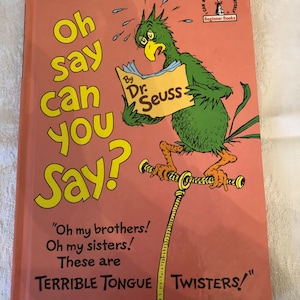 Beginner Books
Oh
say
can
you
say?
By
Dr.
Seuss
"Oh my brothers!
Oh my sisters!
These are
TERRIBLE TONGUE TWISTERS!"